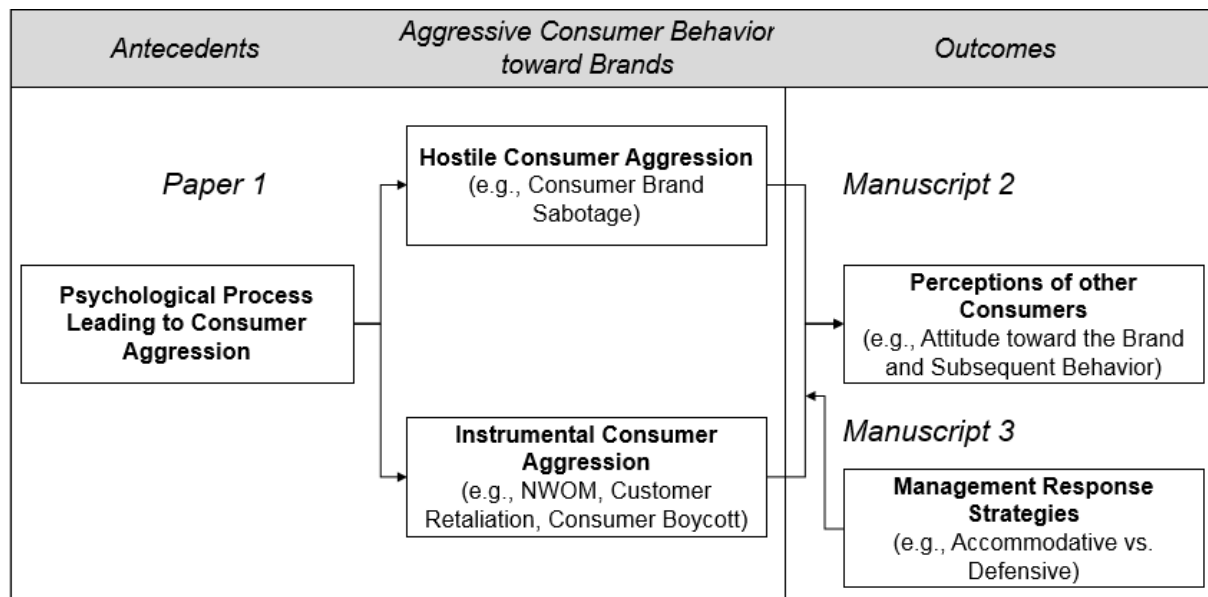 Antecedents
Aggressive Consumer Behavior
toward Brands
Outcomes
Paper 1
Psychological Process
Leading to Consumer
Aggression
Hostile Consumer Aggression
(e.g., Consumer Brand
Sabotage)
Instrumental Consumer
Aggression
(e.g., NWOM, Customer
Retaliation, Consumer Boycott)
Manuscript 2
Perceptions of other
Consumers
(e.g., Attitude toward the Brand
and Subsequent Behavior)
Manuscript 3
Management Response
Strategies
(e.g., Accommodative vs.
Defensive)